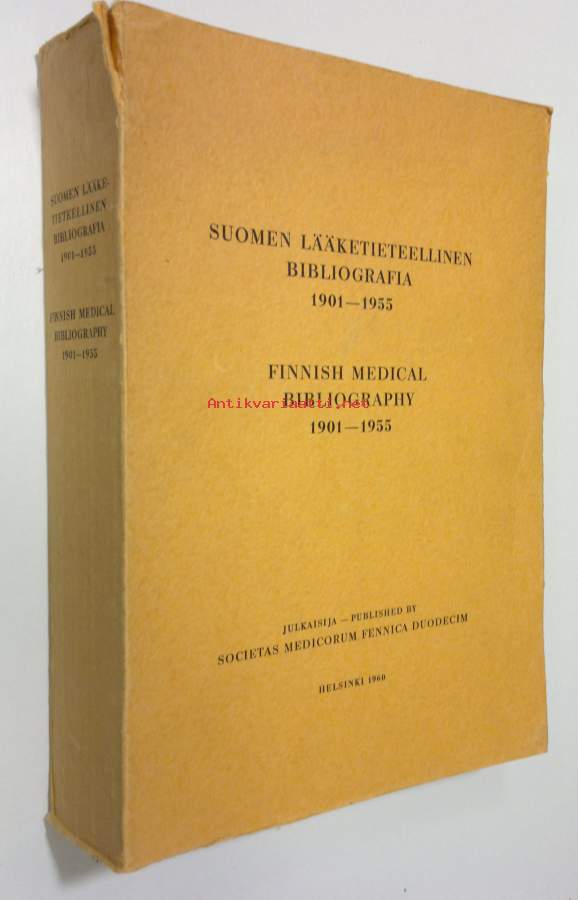 SUOMEN LÄÄKE-
TIETEELLINEN
BIBLIOGRAFIA
1901—1955
FINNISH MEDICAL
BIBLIOGRAPHY
1901—1955
SUOMEN LÄÄKETIETEELLINEN
BIBLIOGRAFIA
1901—1955
FINNISH MEDICAL
BIBLIOGRAPHY
Antikvariaatti.net
1901—1955
JULKAISIJA — PUBLISHED BY
SOCIETAS MEDICORUM FENNICA DUODECIM
HELSINKI 1960